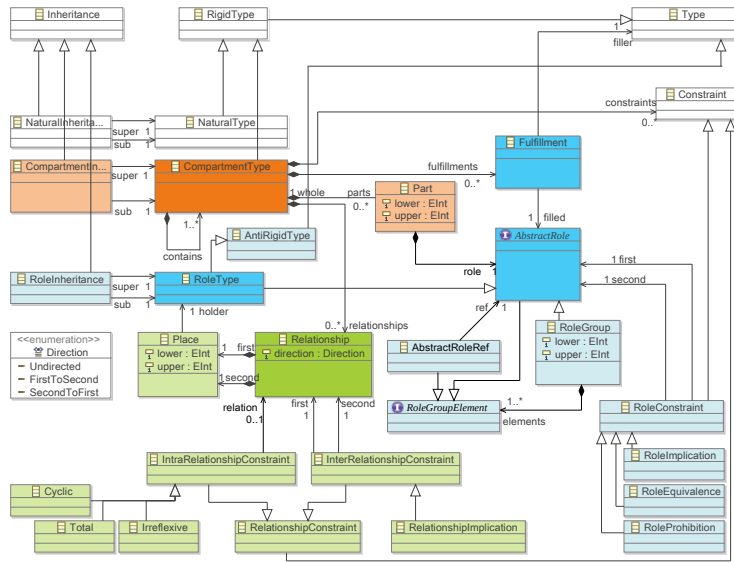 Inheritance
RigidType
Type
1
filler
Constraint
constraints
0..*
NaturalInherita...
super 1
sub 1
NaturalType
Fulfillment
CompartmentIn...
super 1
sub 1
CompartmentType
fulfillments
0..*
1 whole
parts
0..*
Part
lower : EInt
upper : EInt
1..*
contains
AntiRigidType
1 filled
AbstractRole
role 1
1 first
1 second
RoleInheritance
super 1
sub 1
RoleType
1 holder
ref 1
0..* relationships
<<enumeration>>
Direction
Undirected
FirstToSecond
SecondToFirst
Place
lower : EInt
upper : EInt
1 first
1 second
Relationship
direction : Direction
AbstractRoleRef
RoleGroup
lower : EInt
upper : EInt
relation
0..1
first
1
second
1
RoleGroupElement
1..*
elements
RoleConstraint
IntraRelationshipConstraint
InterRelationshipConstraint
RoleImplication
Cyclic
RoleEquivalence
Total
Irreflexive
RelationshipConstraint
RelationshipImplication
RoleProhibition